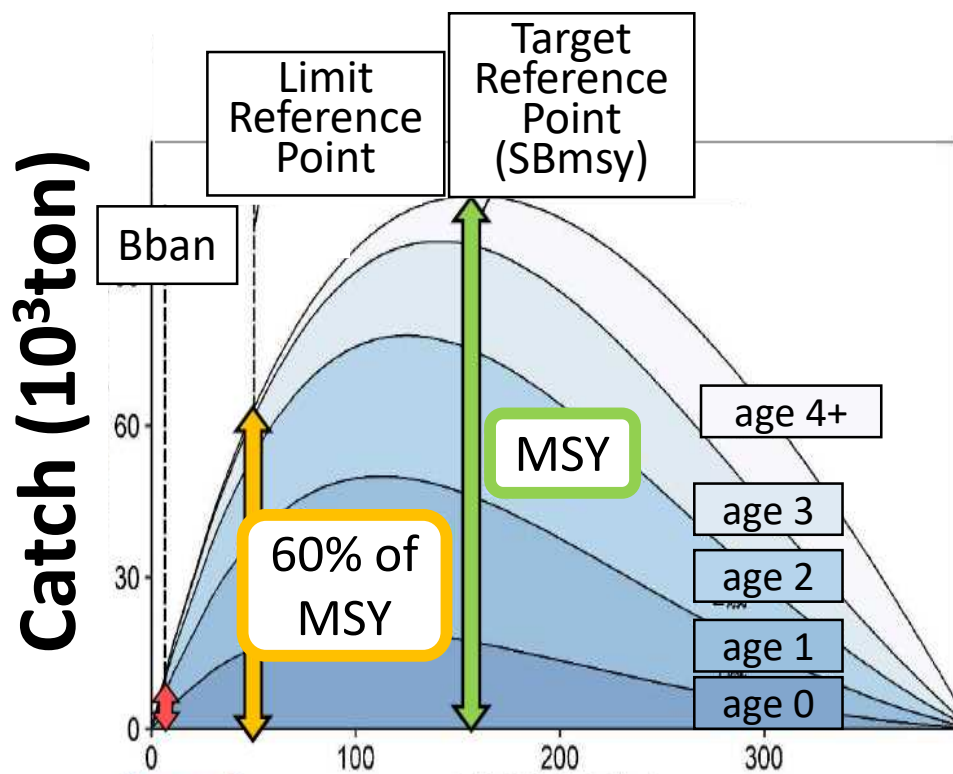 Target
Reference
Point
(SBmsy)
Limit
Reference
Point
Bban
Catch (10³ton)
60
30
0
MSY
60% of
MSY
age 4+
age 3
age 2
age 1
age 0
0
100
200
300